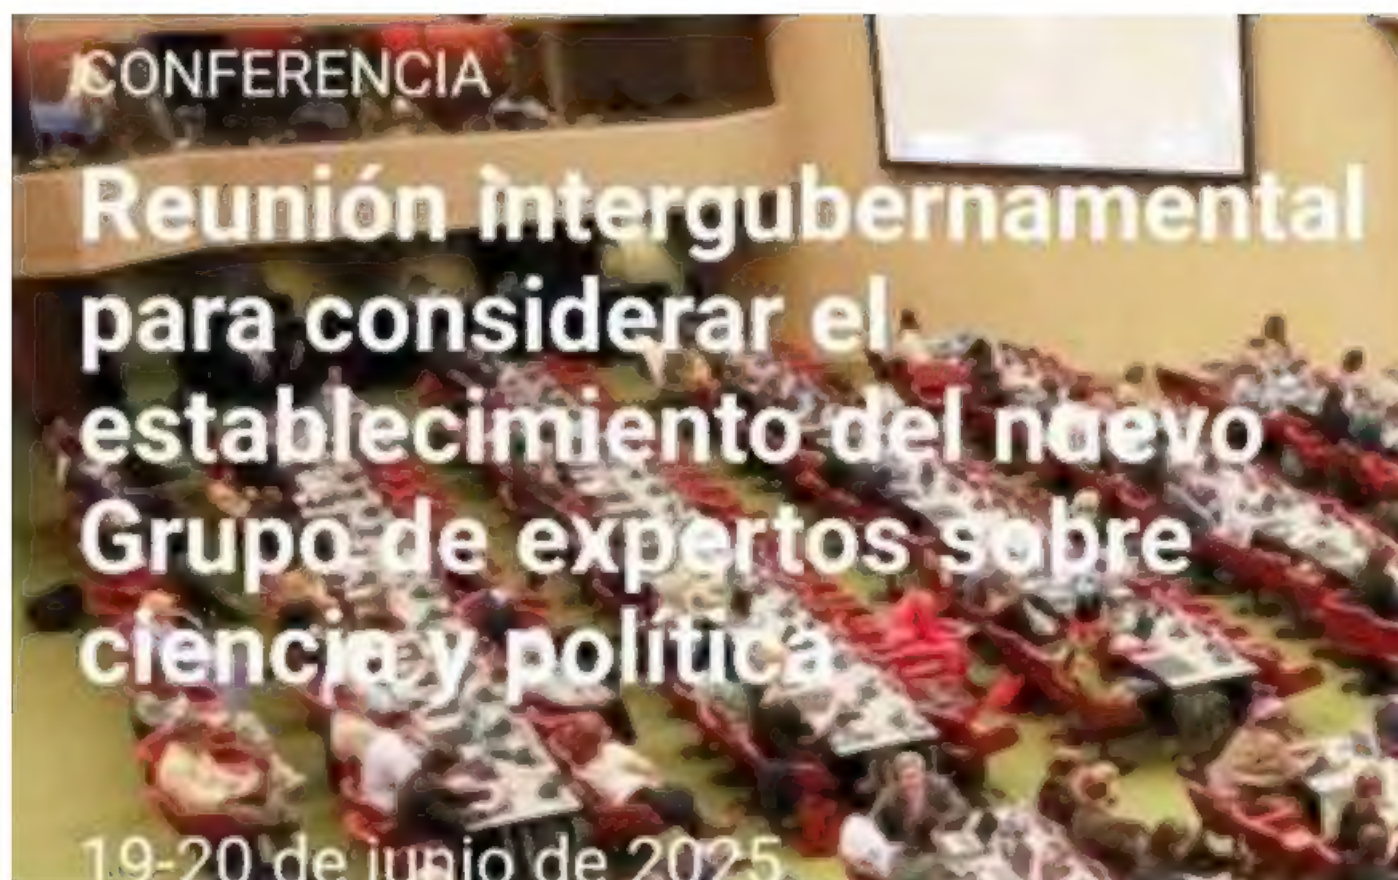 CONFERENCIA
Reunión intergubernamental
para considerar el
establecimiento del nuevo
Grupo de expertos sobre
ciencia y política
19-20 de junio de 2025